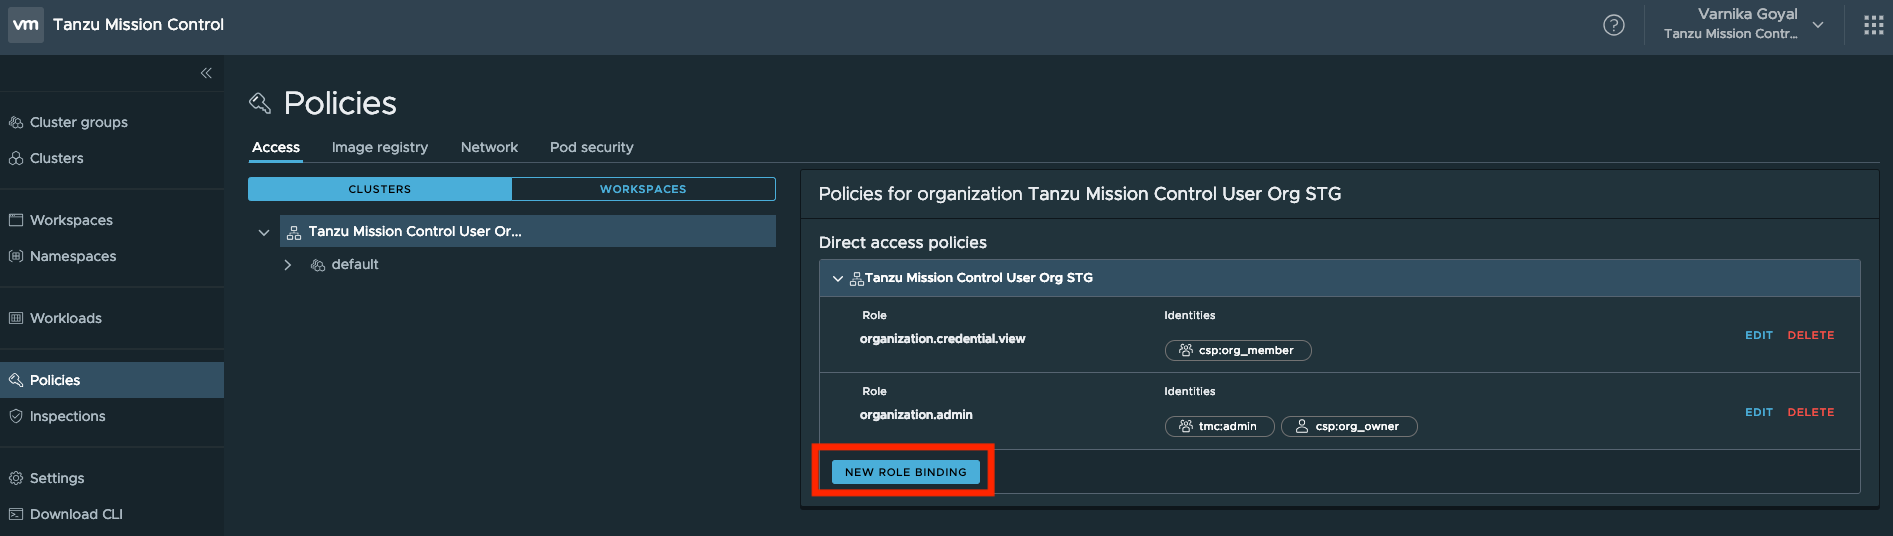 vm Tanzu Mission Control
Varnika Goyal
Tanzu Mission Contr...
Cluster groups
Clusters
Workspaces
Namespaces
Workloads
Policies
Inspections
Settings
Download CLI
Policies
Access Image registry Network Pod security
CLUSTERS WORKSPACES
Tanzu Mission Control User Or...
default
Policies for organization Tanzu Mission Control User Org STG
Direct access policies
Tanzu Mission Control User Org STG
Role Identities
organization.credential.view
csp:org_member
EDIT DELETE
Role Identities
organization.admin
tmc:admin csp:org_owner
EDIT DELETE
NEW ROLE BINDING